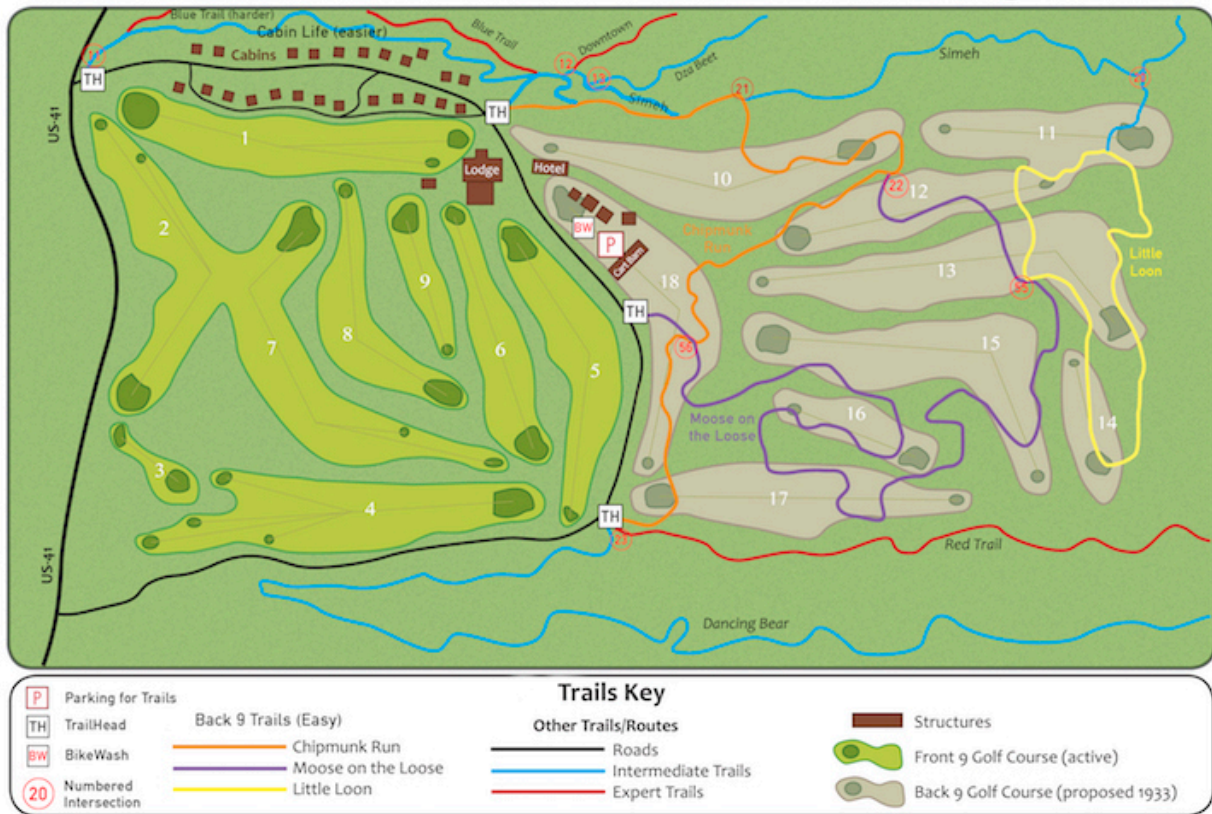 Blue Trail (harder)
Cabin Life (easier)
Blue Trail
Downtown
Dza Beet
Simeh
Simeh
Cabins
12
13
21
TH
TH
US-41
1
2
3
4
5
6
7
8
9
Lodge
Hotel
BW
P
Cart Barn
10
11
12
22
13
14
15
16
17
18
Chipmunk
Run
Little
Loon
55
TH
56
Moose on
the Loose
TH
23
US-41
Red Trail
Dancing Bear
Trails Key
P Parking for Trails
TH TrailHead
BW BikeWash
20 Numbered
Intersection
Back 9 Trails (Easy)
Chipmunk Run
Moose on the Loose
Little Loon
Other Trails/Routes
Roads
Intermediate Trails
Expert Trails
Structures
Front 9 Golf Course (active)
Back 9 Golf Course (proposed 1933)